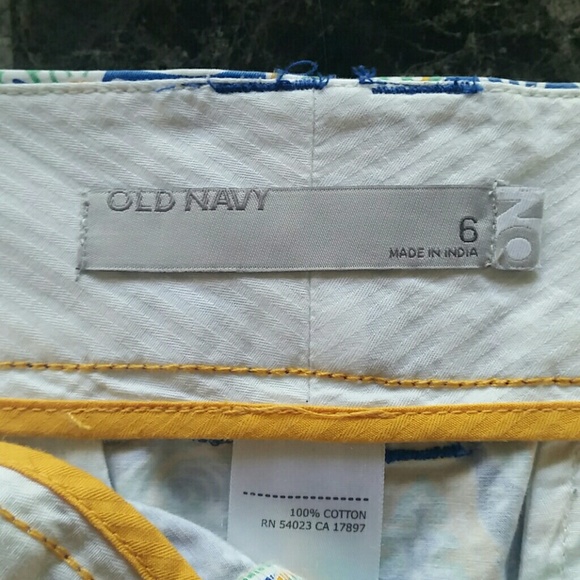 OLD NAVY
6
MADE IN INDIA
ON
100% COTTON
RN 54023 CA 17897